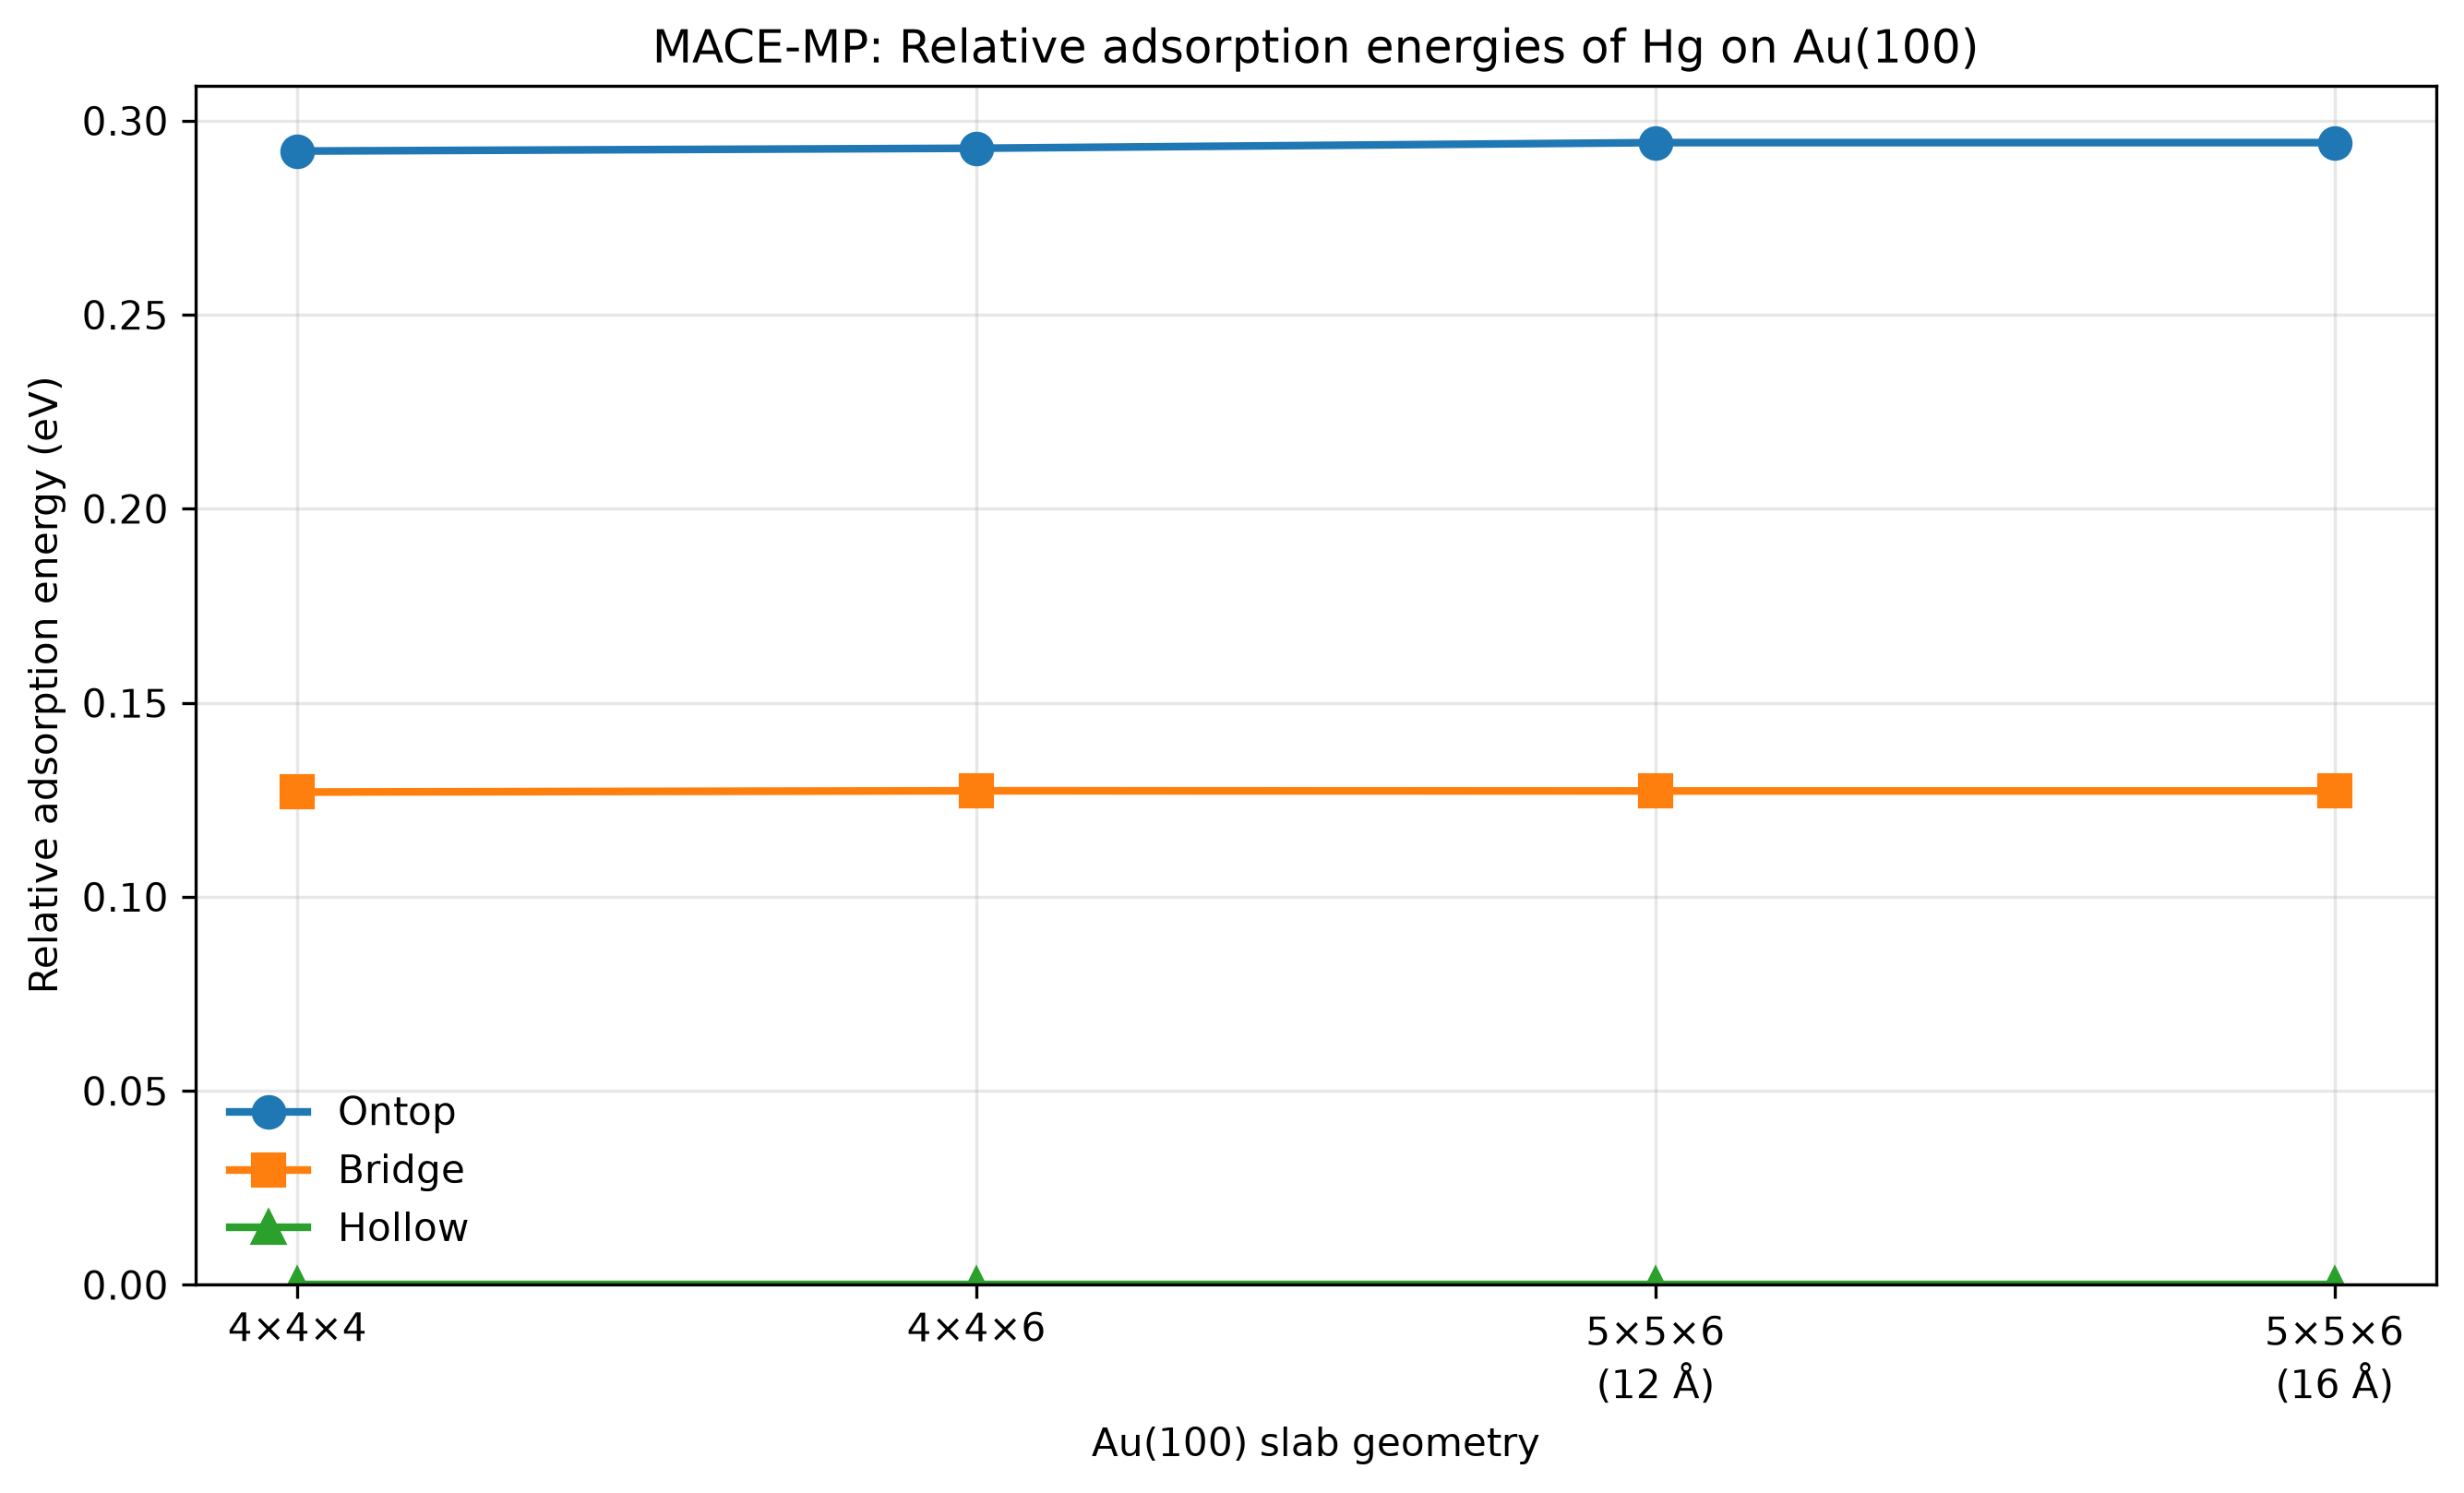 MACE-MP: Relative adsorption energies of Hg on Au(100)
Relative adsorption energy (eV)
0.30
0.25
0.20
0.15
0.10
0.05
0.00
Ontop
Bridge
Hollow
4×4×4
4×4×6
5×5×6
(12 Å)
5×5×6
(16 Å)
Au(100) slab geometry